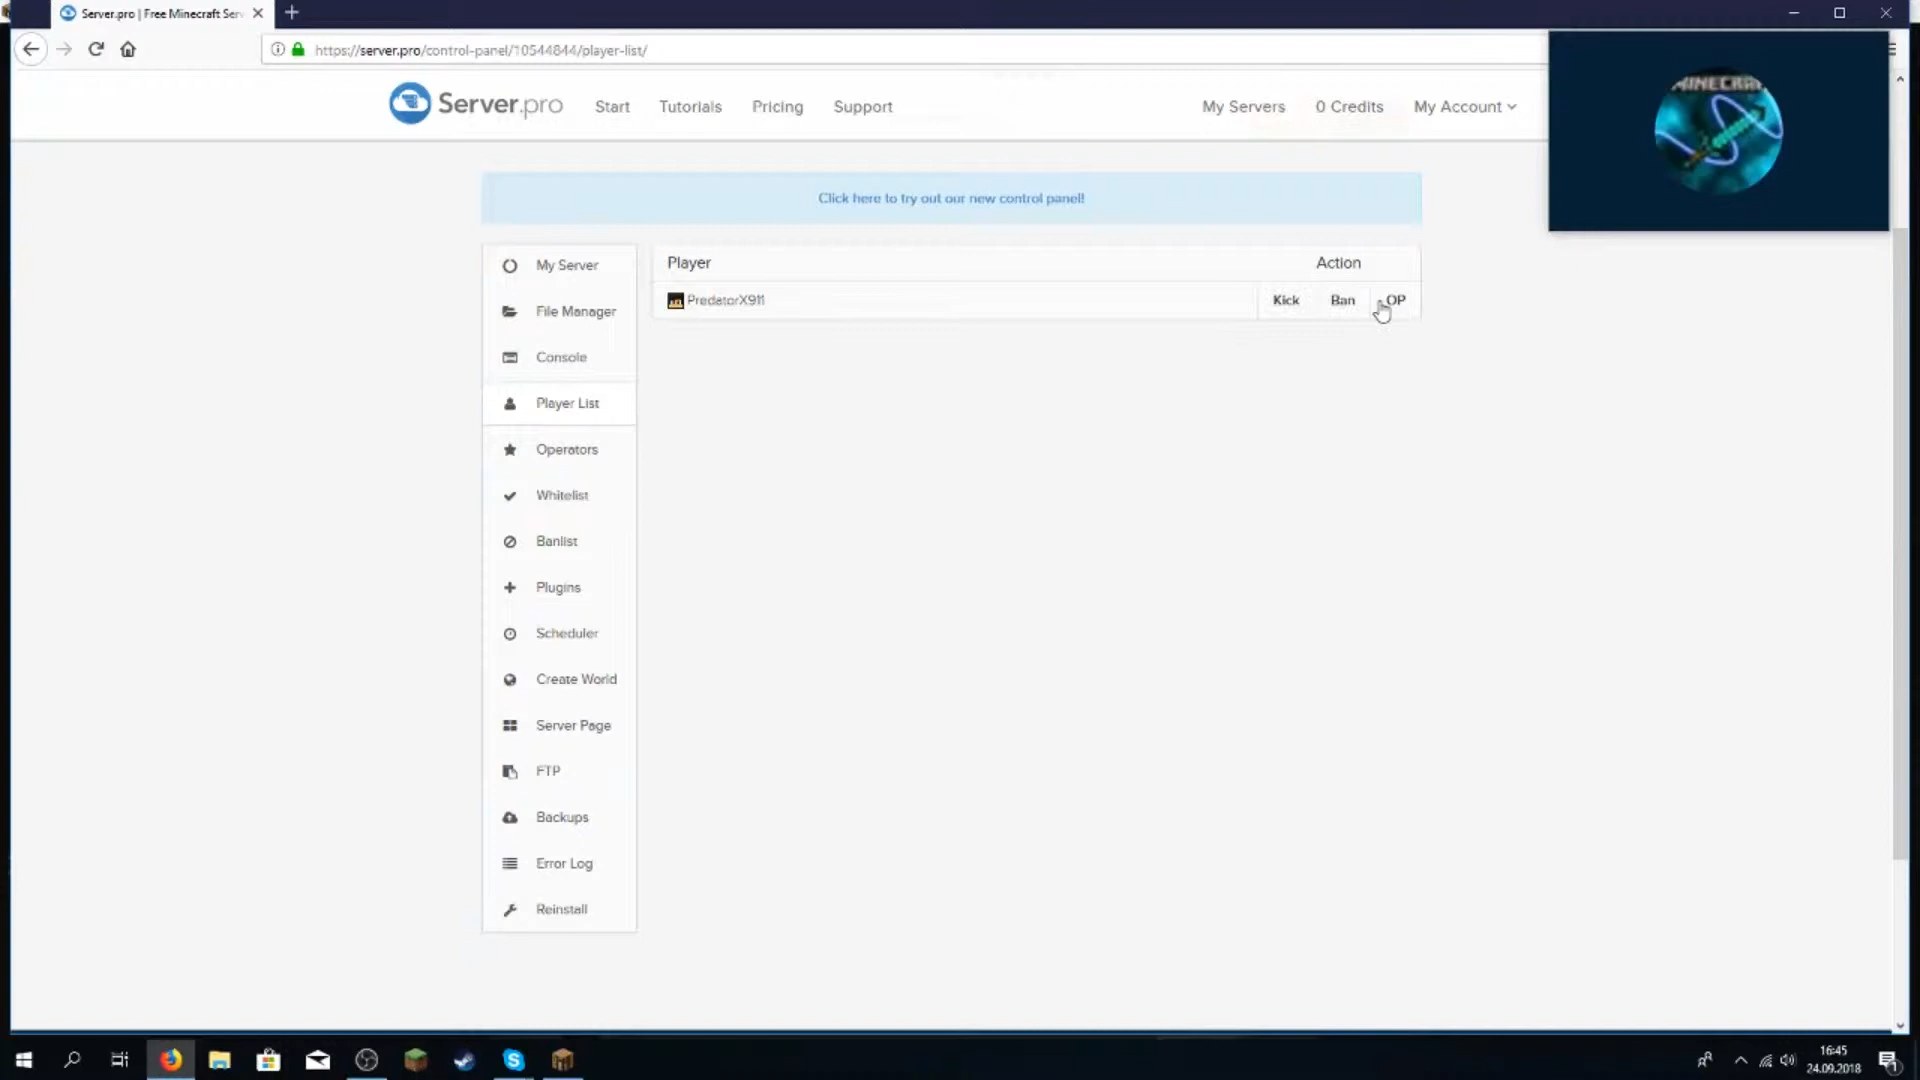 Server.pro | Free Minecraft Serv
https://server.pro/control-panel/10544844/player-list/
Server.pro
Start
Tutorials
Pricing
Support
My Servers
0 Credits
My Account
MINECRA
Click here to try out our new control panel!
My Server
File Manager
Console
Player List
Operators
Whitelist
Banlist
Plugins
Scheduler
Create World
Server Page
FTP
Backups
Error Log
Reinstall
Player
Action
PredatorX911
Kick
Ban
OP
16:45
24.09.2018
1